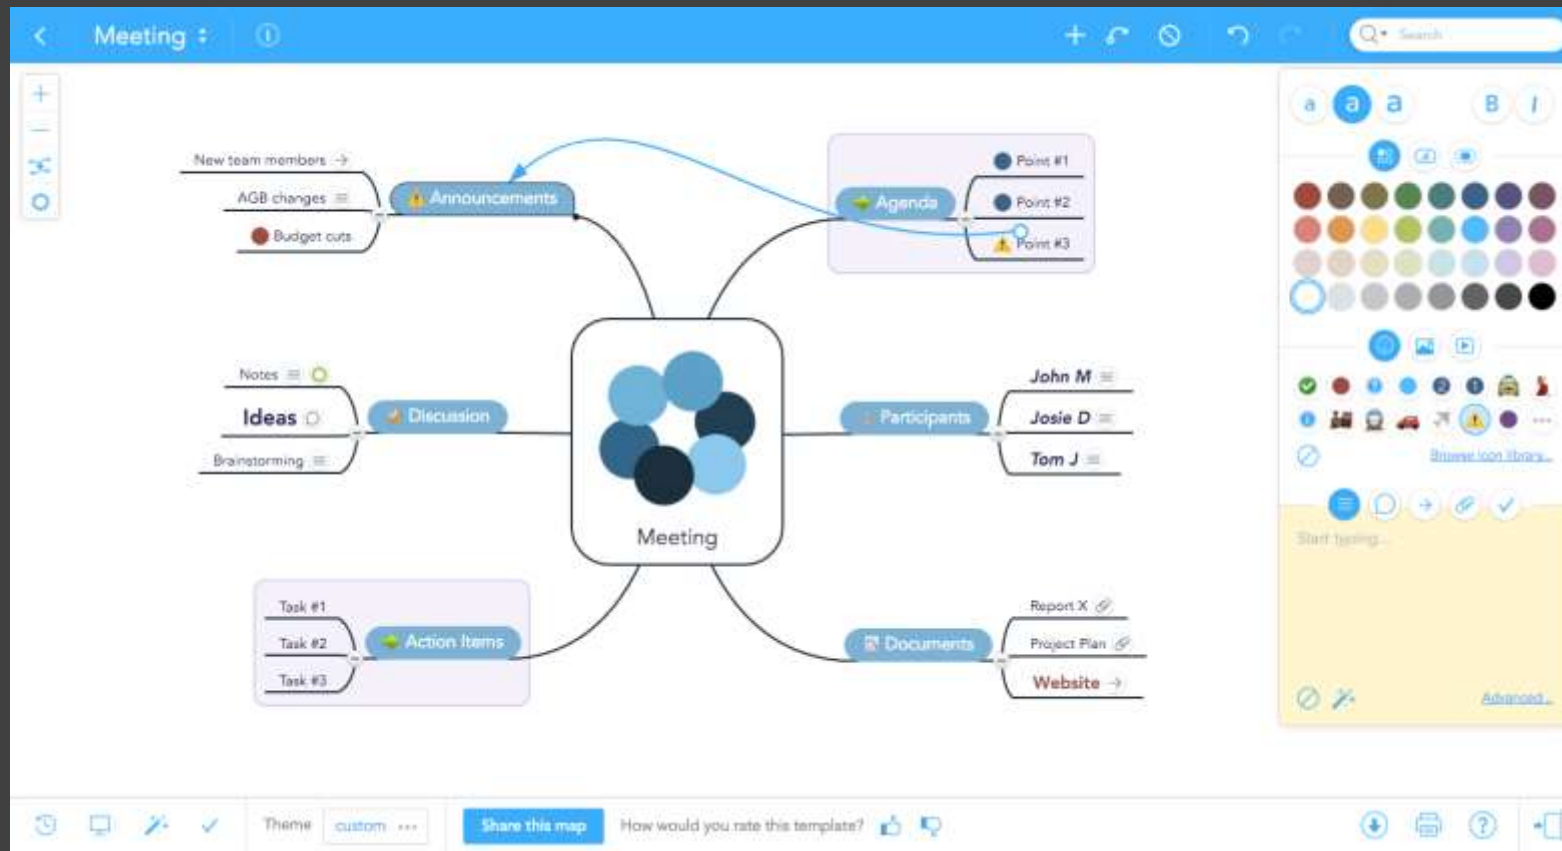 Meeting
Search
a a a B I
New team members
AGB changes
Budget cuts
Announcements
Agenda
Point #1
Point #2
Point #3
Notes
Ideas
Brainstorming
Discussion
Meeting
Participants
John M
Josie D
Tom J
Task #1
Task #2
Task #3
Action Items
Documents
Report X
Project Plan
Website
Browse icon library...
Start typing...
Advanced...
Theme
custom
Share this map
How would you rate this template?